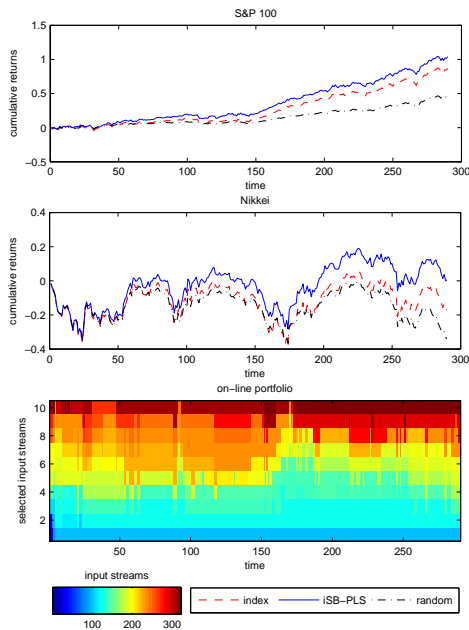 S&P 100
1.5
1
0.5
0
-0.5
cumulative returns
0 50 100 150 200 250 300
time
Nikkei
0.4
0.2
0
-0.2
-0.4
cumulative returns
0 50 100 150 200 250 300
time
on-line portfolio
10
8
6
4
2
selected input streams
50 100 150 200 250
time
input streams
100 200 300
index iSB-PLS random